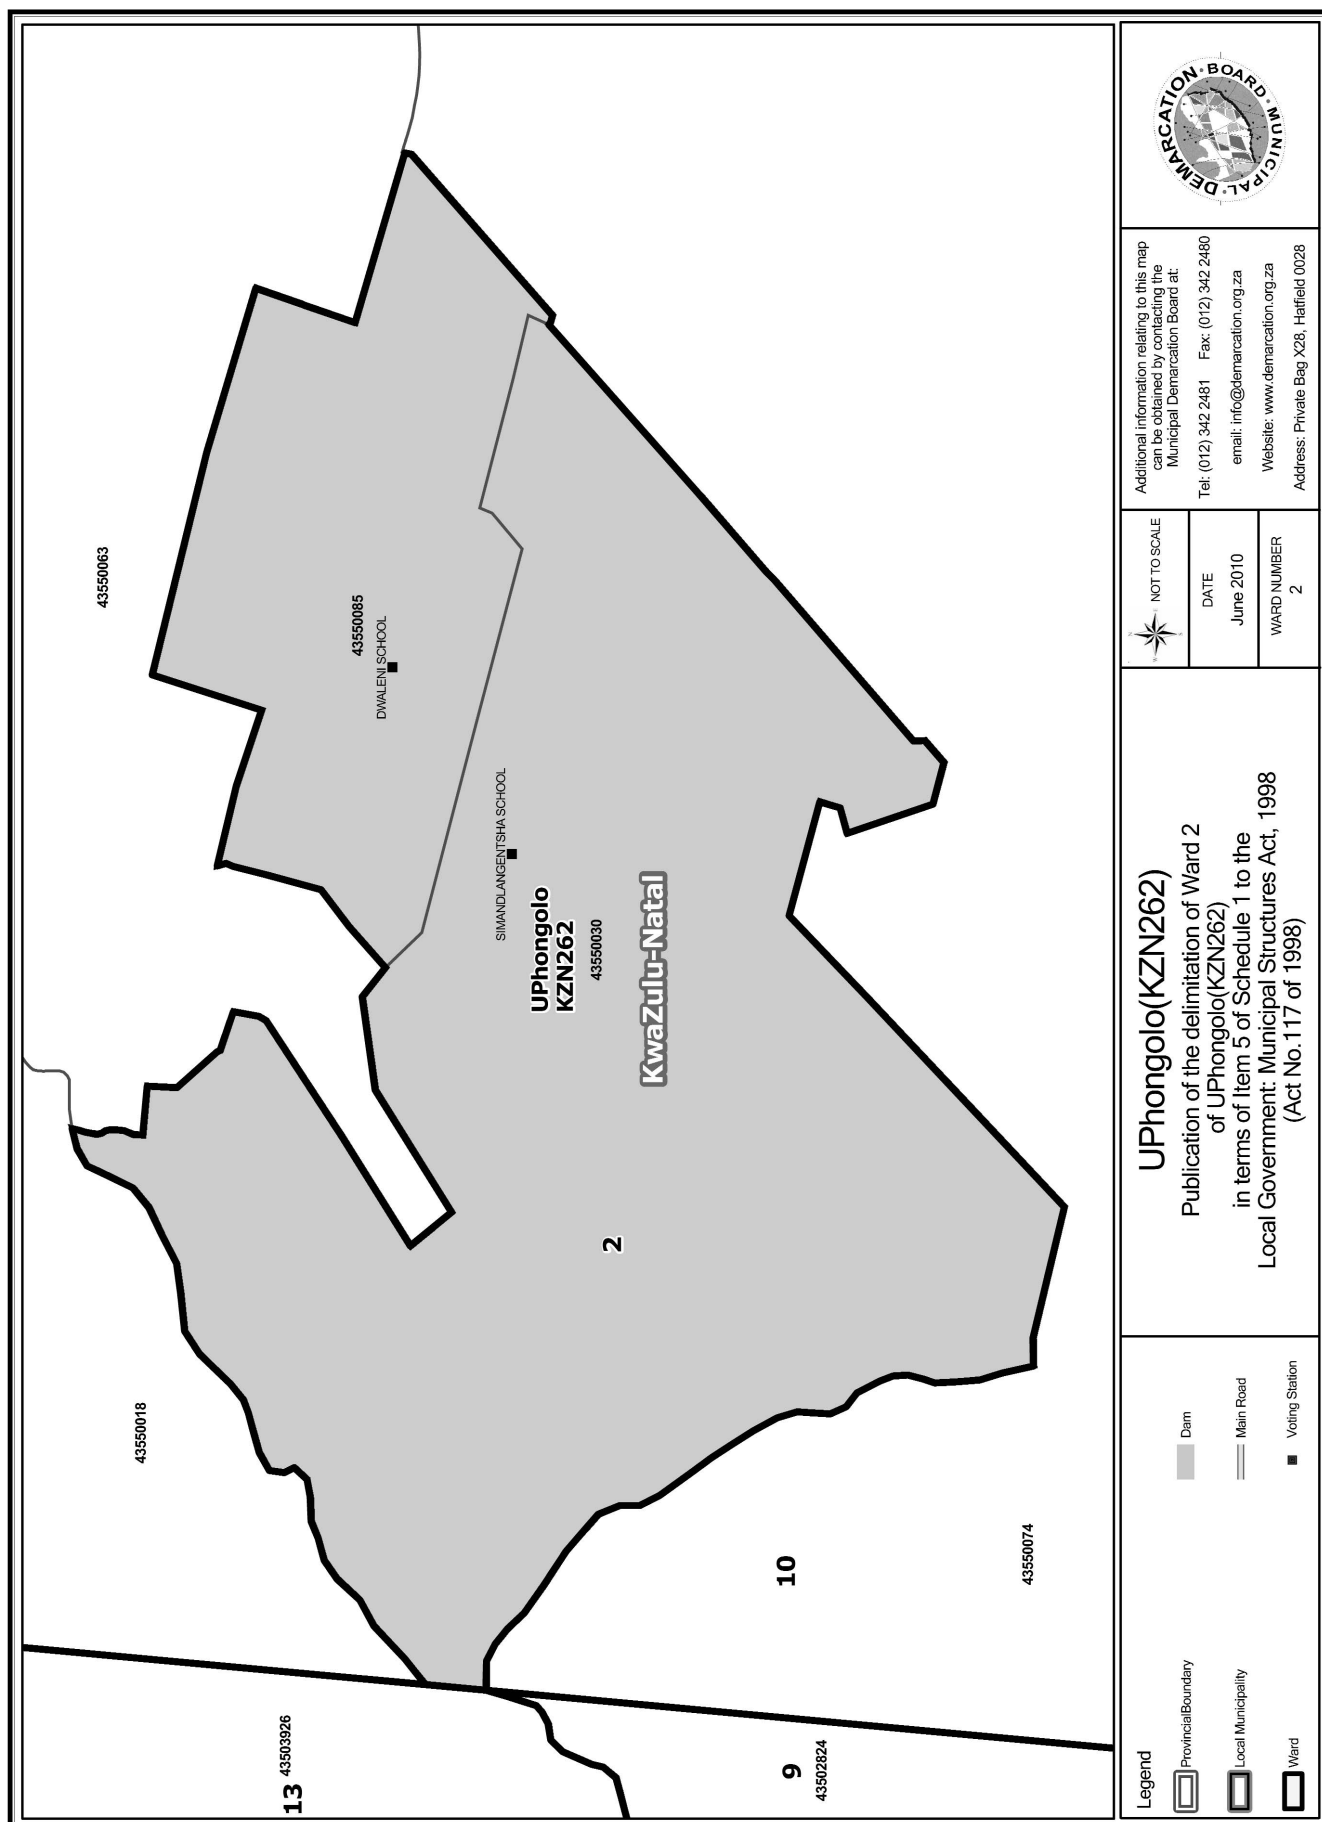 43550063
43550085
DWALENI SCHOOL
SIMANDLANGENTSHA SCHOOL
UPhongolo
KZN262
43550030
KwaZulu-Natal
2
43550018
10
43550074
13 43503926
9
43502824
Legend
ProvincialBoundary
Local Municipality
Ward
Dam
Main Road
Voting Station
UPhongolo(KZN262)
Publication of the delimitation of Ward 2
of UPhongolo(KZN262)
in terms of Item 5 of Schedule 1 to the
Local Government: Municipal Structures Act, 1998
(Act No.117 of 1998)
N
W
E
S
NOT TO SCALE
DATE
June 2010
WARD NUMBER
2
Additional information relating to this map
can be obtained by contacting the
Municipal Demarcation Board at:
Tel: (012) 342 2481 Fax: (012) 342 2480
email: info@demarcation.org.za
Website: www.demarcation.org.za
Address: Private Bag X28, Hatfield 0028
MUNICIPAL·DEMARCATION·BOARD·